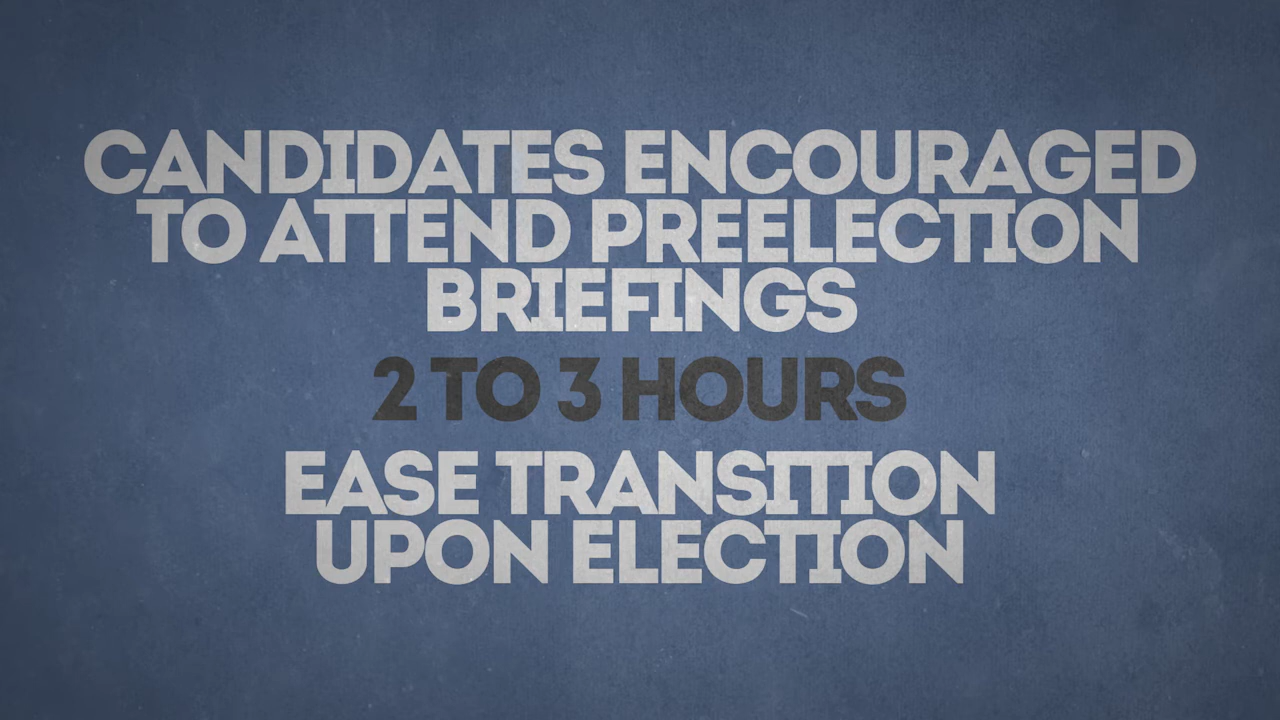 CANDIDATES ENCOURAGED
TO ATTEND PREELECTION
BRIEFINGS
2 TO 3 HOURS
EASE TRANSITION
UPON ELECTION